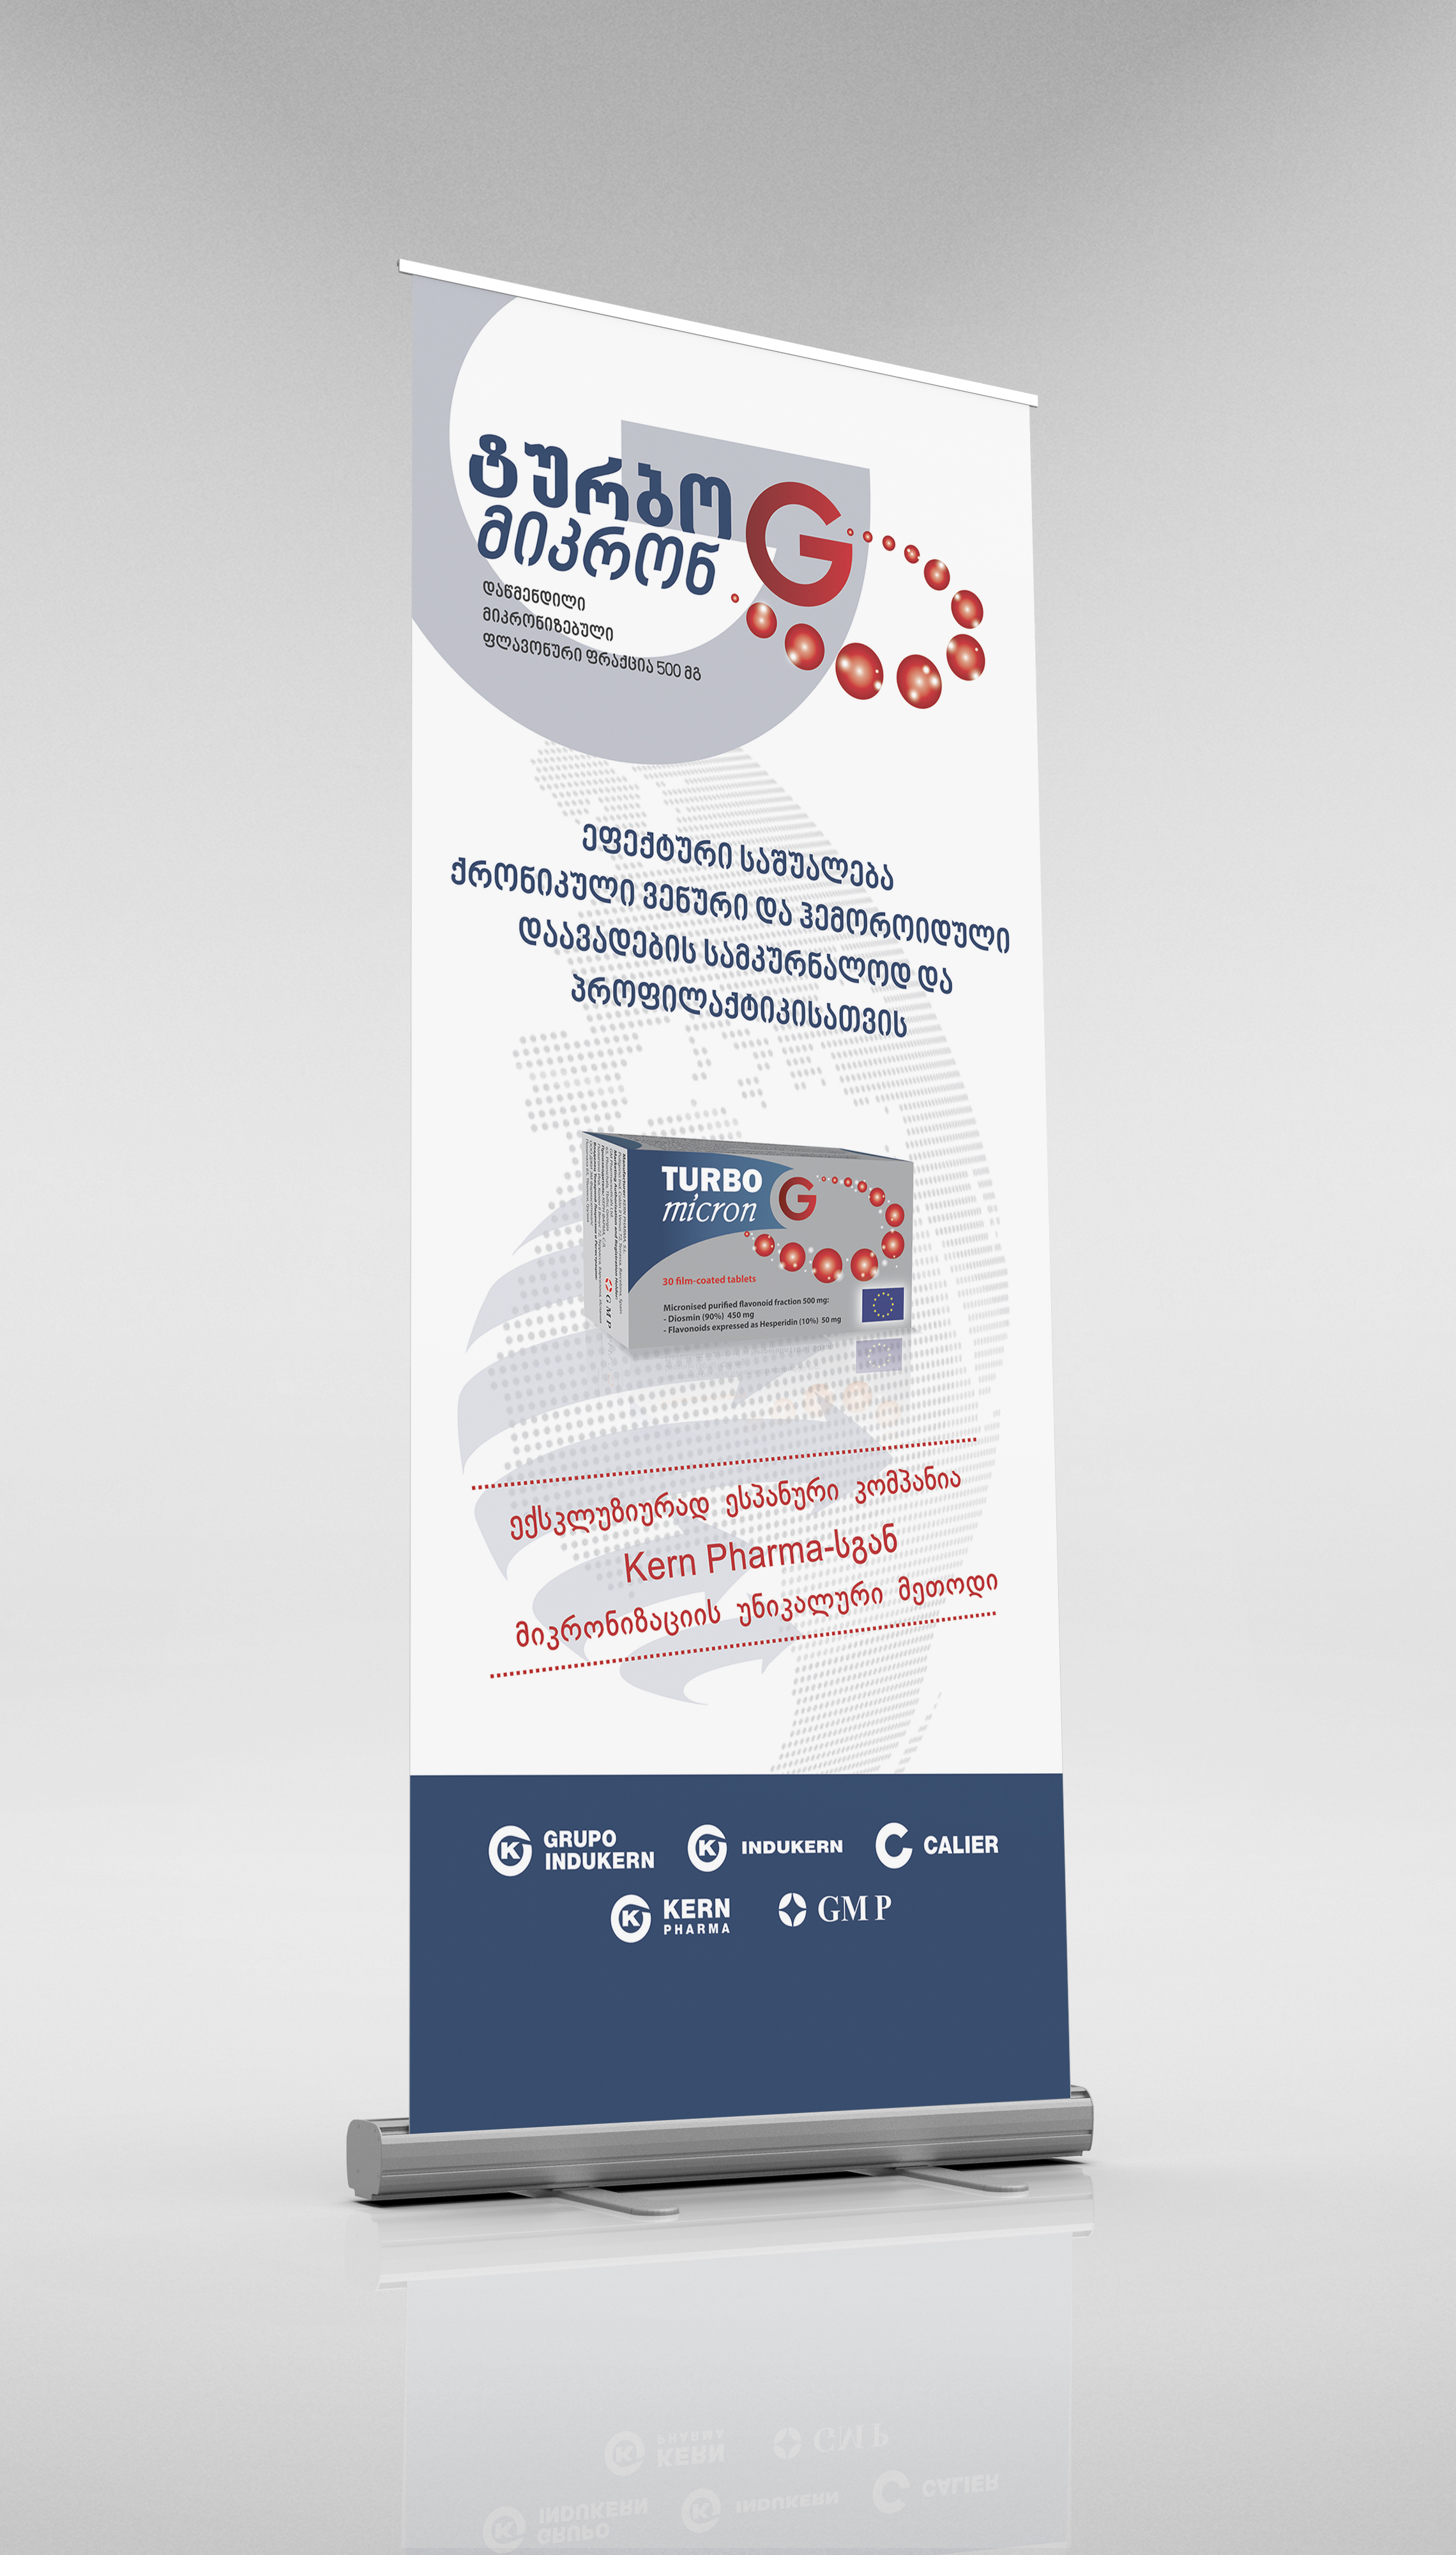 ტურბო
მიკრონ
G
დაწმენდილი
მიკრონიზებული
ფლავონური ფრაქცია 500 მგ
ეფექტური საშუალება
ქრონიკული ვენური და ჰემოროიდული
დაავადების სამკურნალოდ და
პროფილაქტიკისათვის
TURBO
micron
G
30 film-coated tablets
Micronised purified flavonoid fraction 500 mg:
- Diosmin (90%) 450 mg
- Flavonoids expressed as Hesperidin (10%) 50 mg
GMP
ექსკლუზიურად ესპანური კომპანია
Kern Pharma-სგან
მიკრონიზაციის უნიკალური მეთოდი
GRUPO
INDUKERN
INDUKERN
CALIER
KERN
PHARMA
GMP